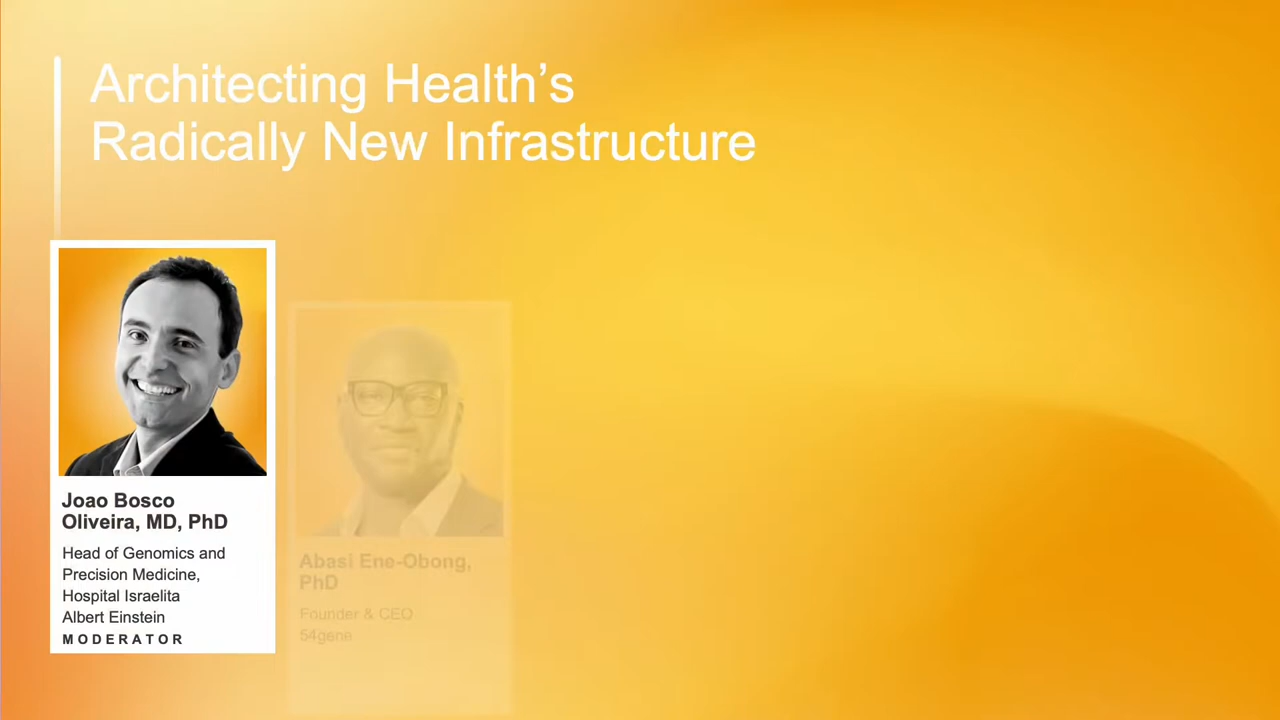 Architecting Health’s
Radically New Infrastructure
Joao Bosco
Oliveira, MD, PhD
Head of Genomics and
Precision Medicine,
Hospital Israelita
Albert Einstein
MODERATOR
Abasi Ene-Obong,
PhD
Founder & CEO
54gene